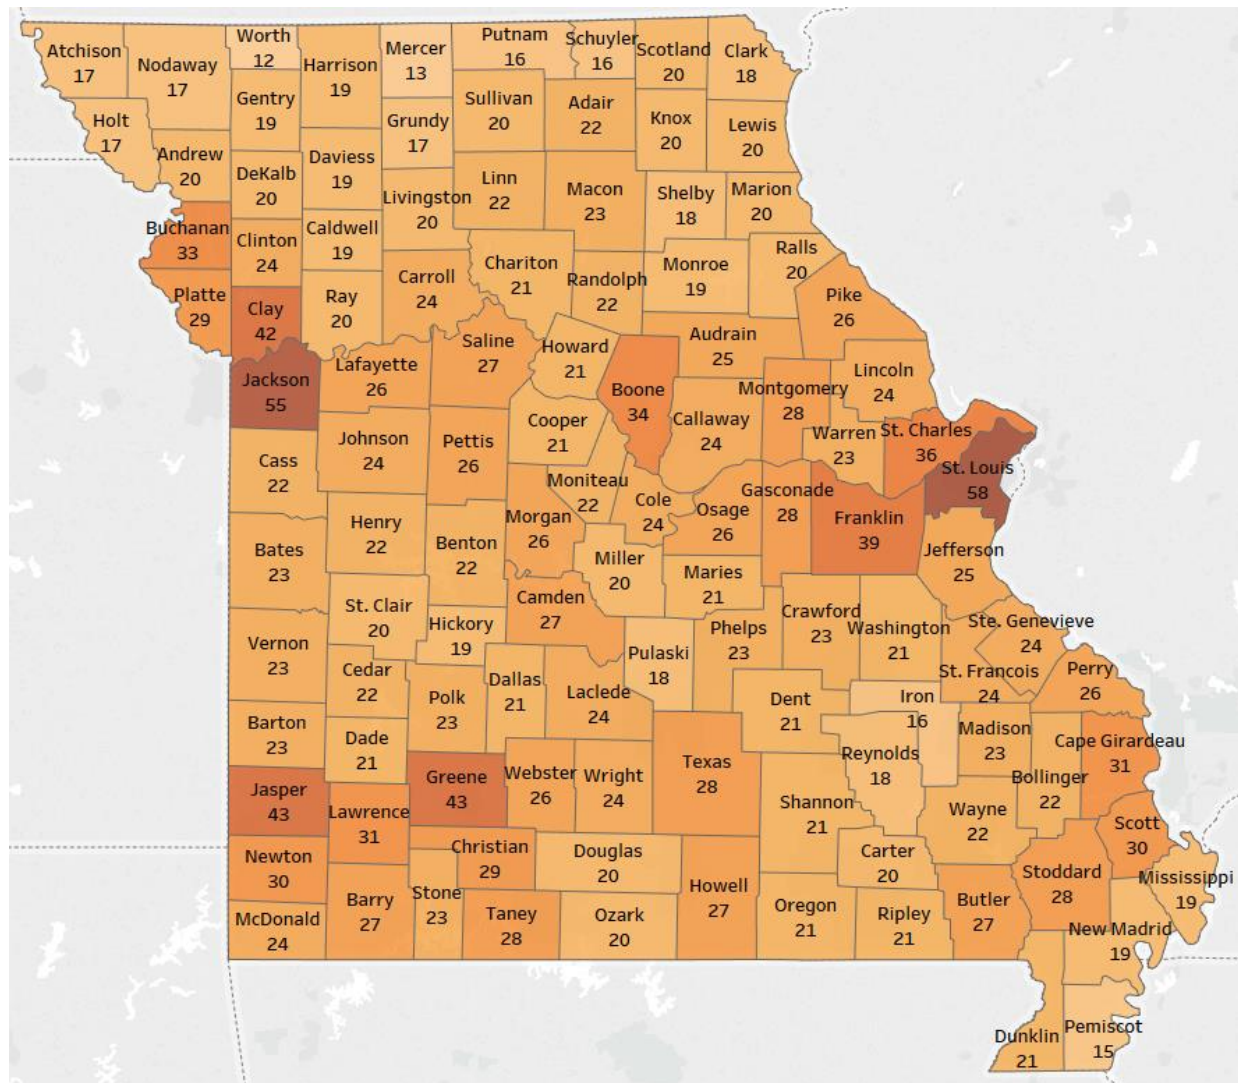 Atchison
17
Nodaway
17
Worth
12
Harrison
19
Mercer
13
Putnam
16
Schuyler
16
Scotland
20
Clark
18
Holt
17
Gentry
19
Grundy
17
Sullivan
20
Adair
22
Knox
20
Lewis
20
Andrew
20
DeKalb
20
Daviess
19
Livingston
20
Linn
22
Macon
23
Shelby
18
Marion
20
Buchanan
33
Clinton
24
Caldwell
19
Carroll
24
Chariton
21
Randolph
22
Monroe
19
Ralls
20
Platte
29
Clay
42
Ray
20
Saline
27
Howard
21
Audrain
25
Pike
26
Jackson
55
Lafayette
26
Boone
34
Callaway
24
Montgomery
28
Lincoln
24
Cass
22
Johnson
24
Pettis
26
Cooper
21
Moniteau
22
Cole
24
Warren
23
St. Charles
36
St. Louis
58
Bates
23
Henry
22
Benton
22
Morgan
26
Miller
20
Osage
26
Gasconade
28
Franklin
39
Jefferson
25
St. Clair
20
Hickory
19
Camden
27
Maries
21
Crawford
23
Washington
21
Ste. Genevieve
24
Vernon
23
Cedar
22
Polk
23
Dallas
21
Laclede
24
Pulaski
18
Phelps
23
Dent
21
Iron
16
St. Francois
24
Perry
26
Barton
23
Dade
21
Madison
23
Cape Girardeau
31
Jasper
43
Lawrence
31
Greene
43
Webster
26
Wright
24
Texas
28
Shannon
21
Reynolds
18
Wayne
22
Bollinger
22
Scott
30
Newton
30
Christian
29
Douglas
20
Howell
27
Carter
20
Stoddard
28
Mississippi
19
McDonald
24
Barry
27
Stone
23
Taney
28
Ozark
20
Oregon
21
Ripley
21
Butler
27
New Madrid
19
Dunklin
21
Pemiscot
15